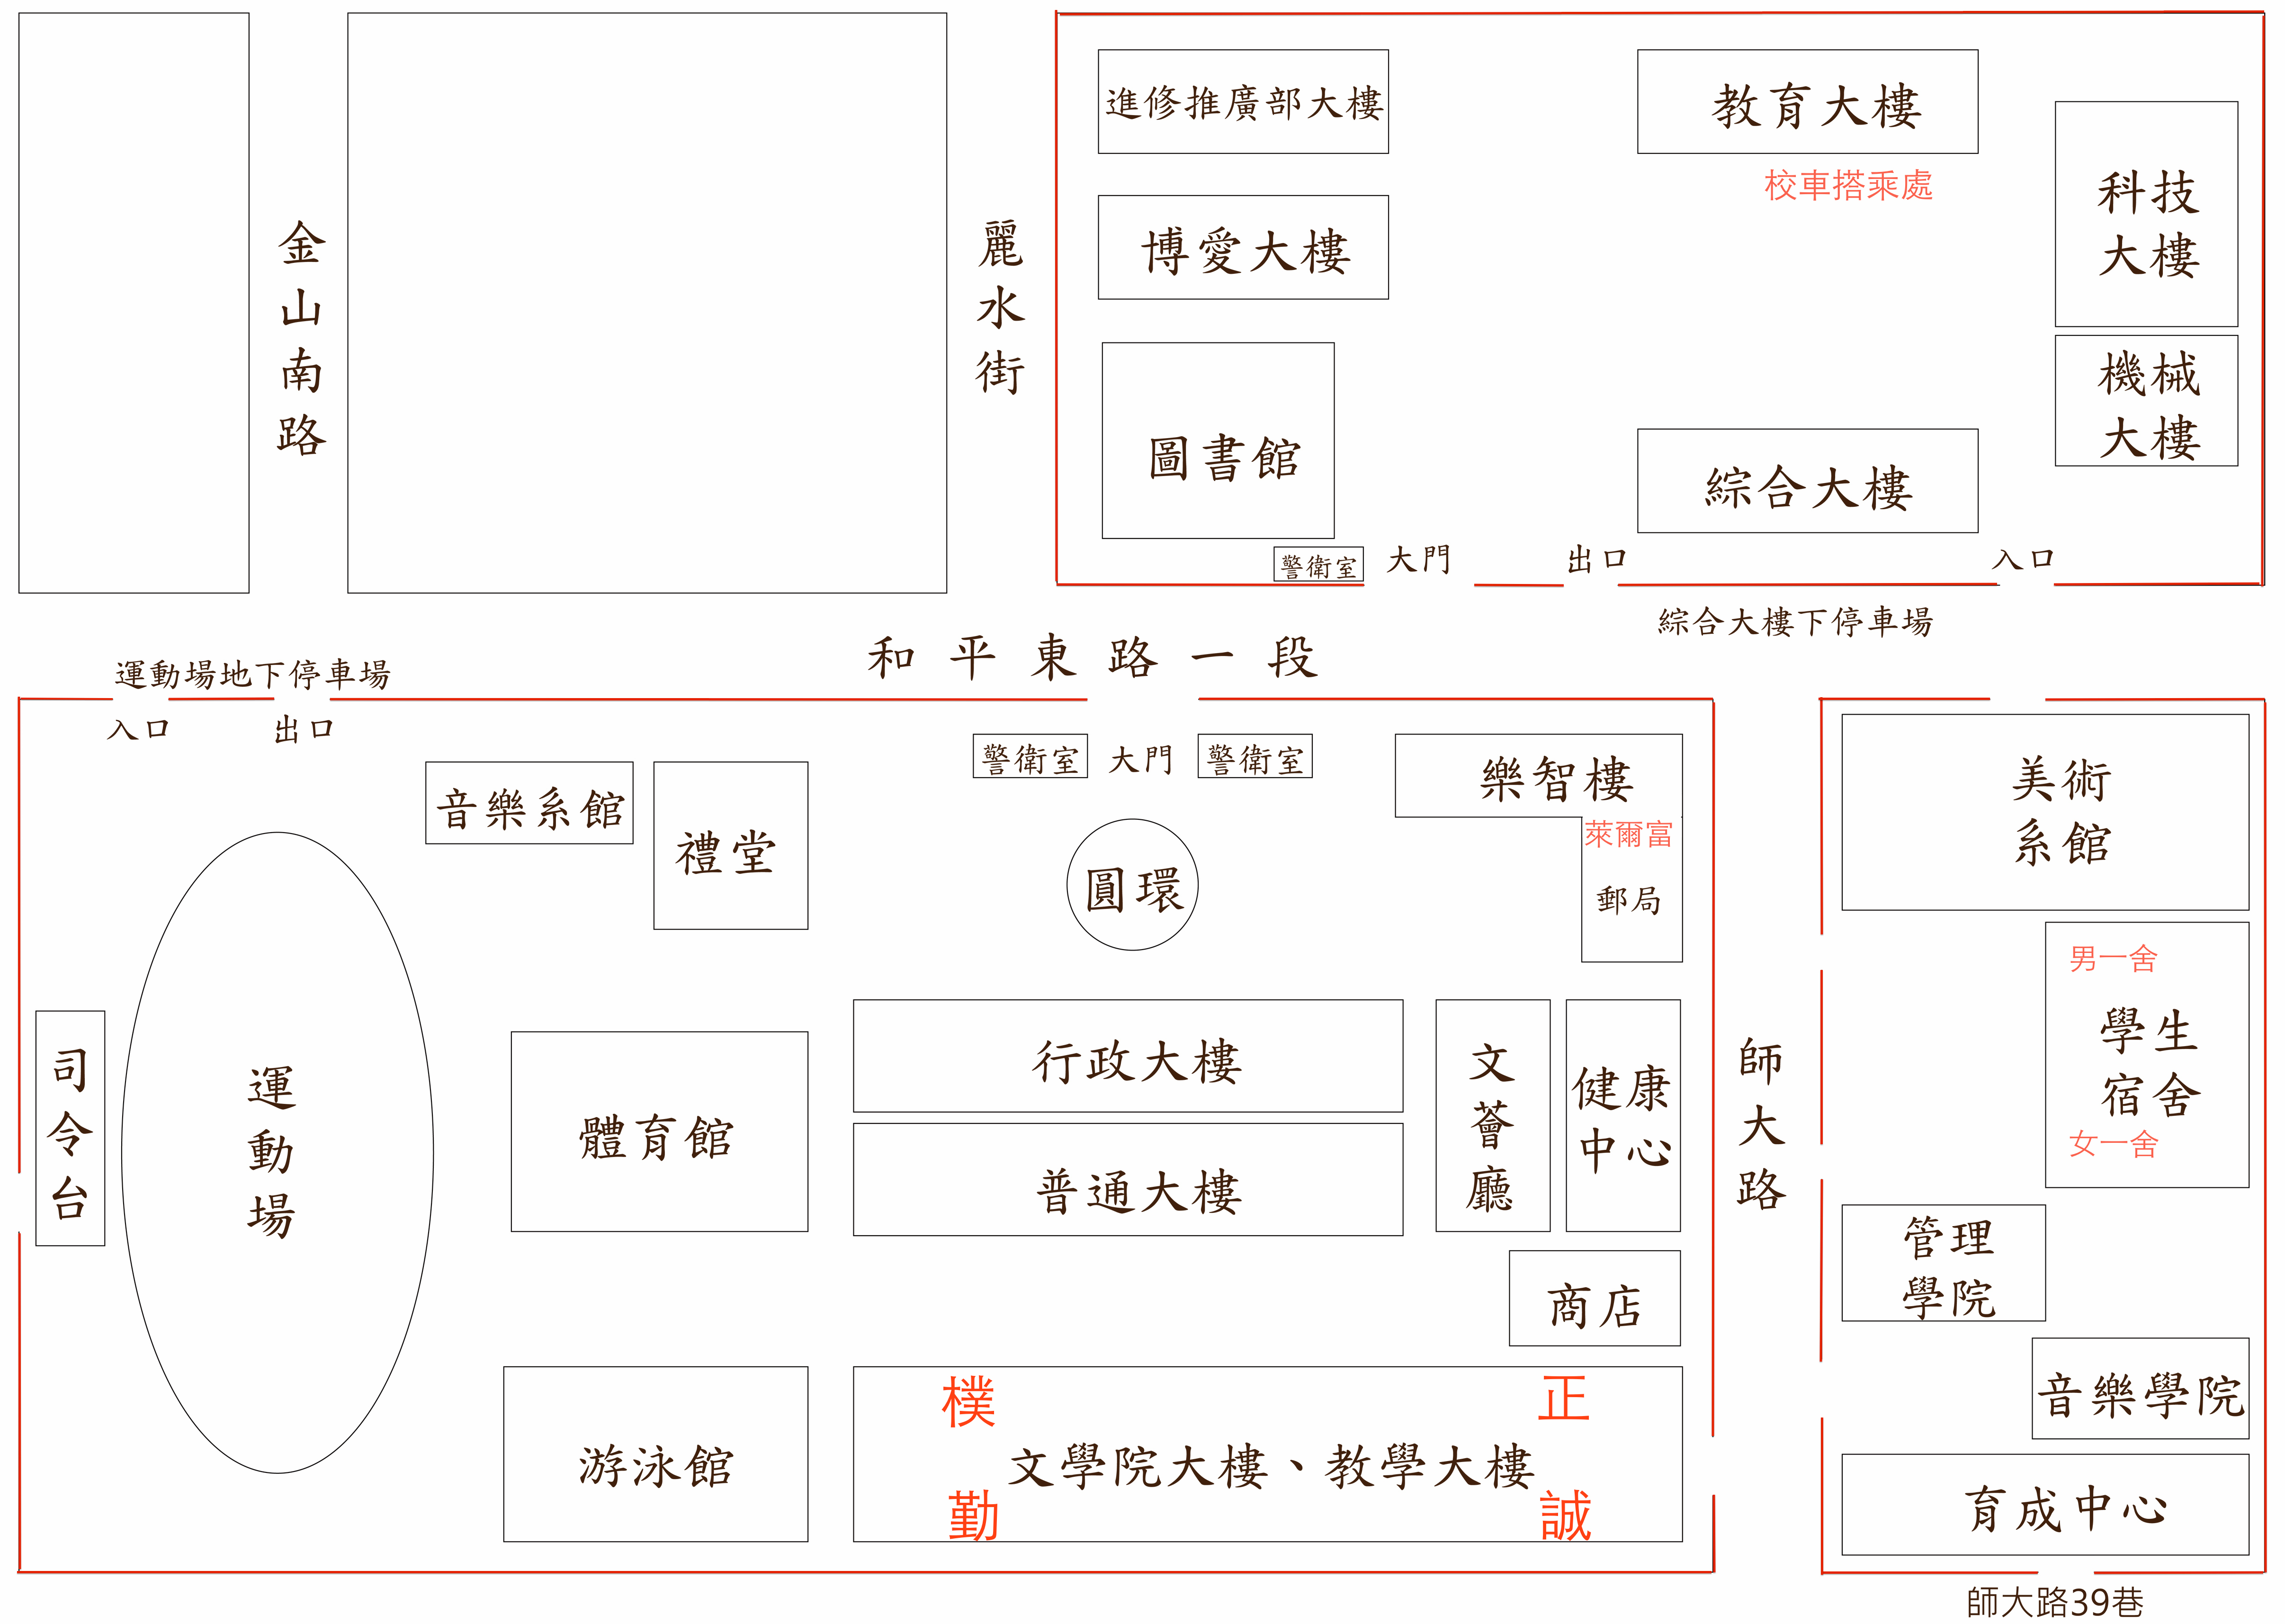 進修推廣部大樓
教育大樓
校車搭乘處
科技
大樓
博愛大樓
金山南路
麗水街
機械
大樓
圖書館
綜合大樓
警衛室
大門
出口
入口
綜合大樓下停車場
和平東路一段
運動場地下停車場
入口
出口
警衛室
大門
警衛室
樂智樓
萊爾富
郵局
音樂系館
禮堂
圓環
美術
系館
男一舍
學生
宿舍
女一舍
司令台
運動場
體育館
行政大樓
普通大樓
文薈廳
健康
中心
師大路
商店
管理
學院
音樂學院
游泳館
樸
正
文學院大樓、教學大樓
勤
誠
育成中心
師大路39巷